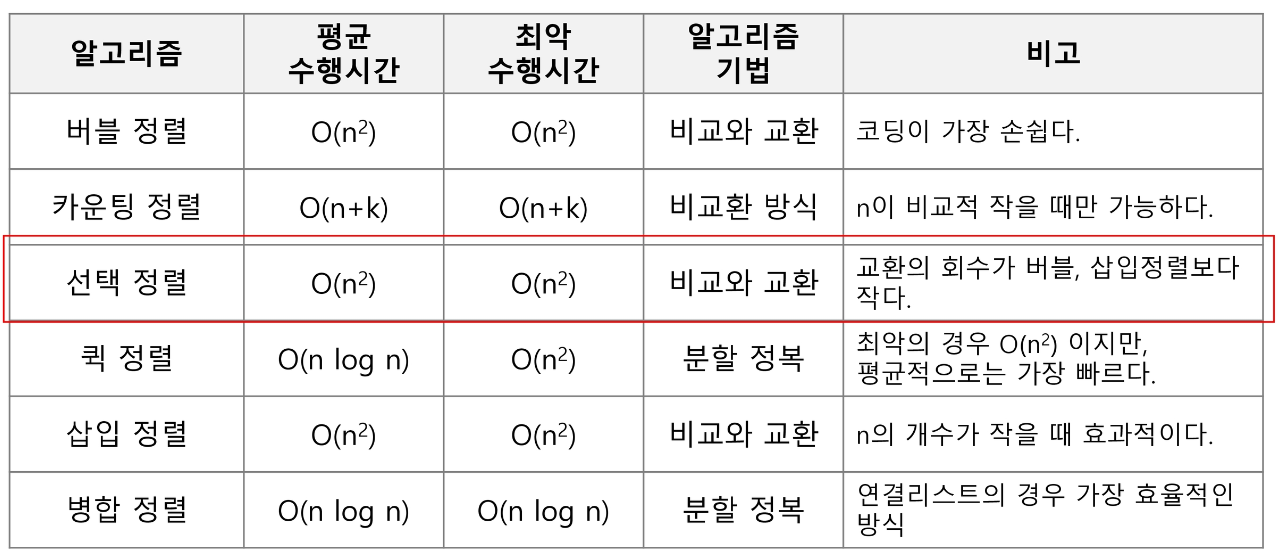 알고리즘 평균 수행시간 최악 수행시간 알고리즘 기법 비고
버블 정렬 O(n²) O(n²) 비교와 교환 코딩이 가장 손쉽다.
카운팅 정렬 O(n+k) O(n+k) 비교환 방식 n이 비교적 작을 때만 가능하다.
선택 정렬 O(n²) O(n²) 비교와 교환 교환의 회수가 버블, 삽입정렬보다
작다.
퀵 정렬 O(n log n) O(n²) 분할 정복 최악의 경우 O(n²) 이지만,
평균적으로는 가장 빠르다.
삽입 정렬 O(n²) O(n²) 비교와 교환 n의 개수가 작을 때 효과적이다.
병합 정렬 O(n log n) O(n log n) 분할 정복 연결리스트의 경우 가장 효율적인
방식